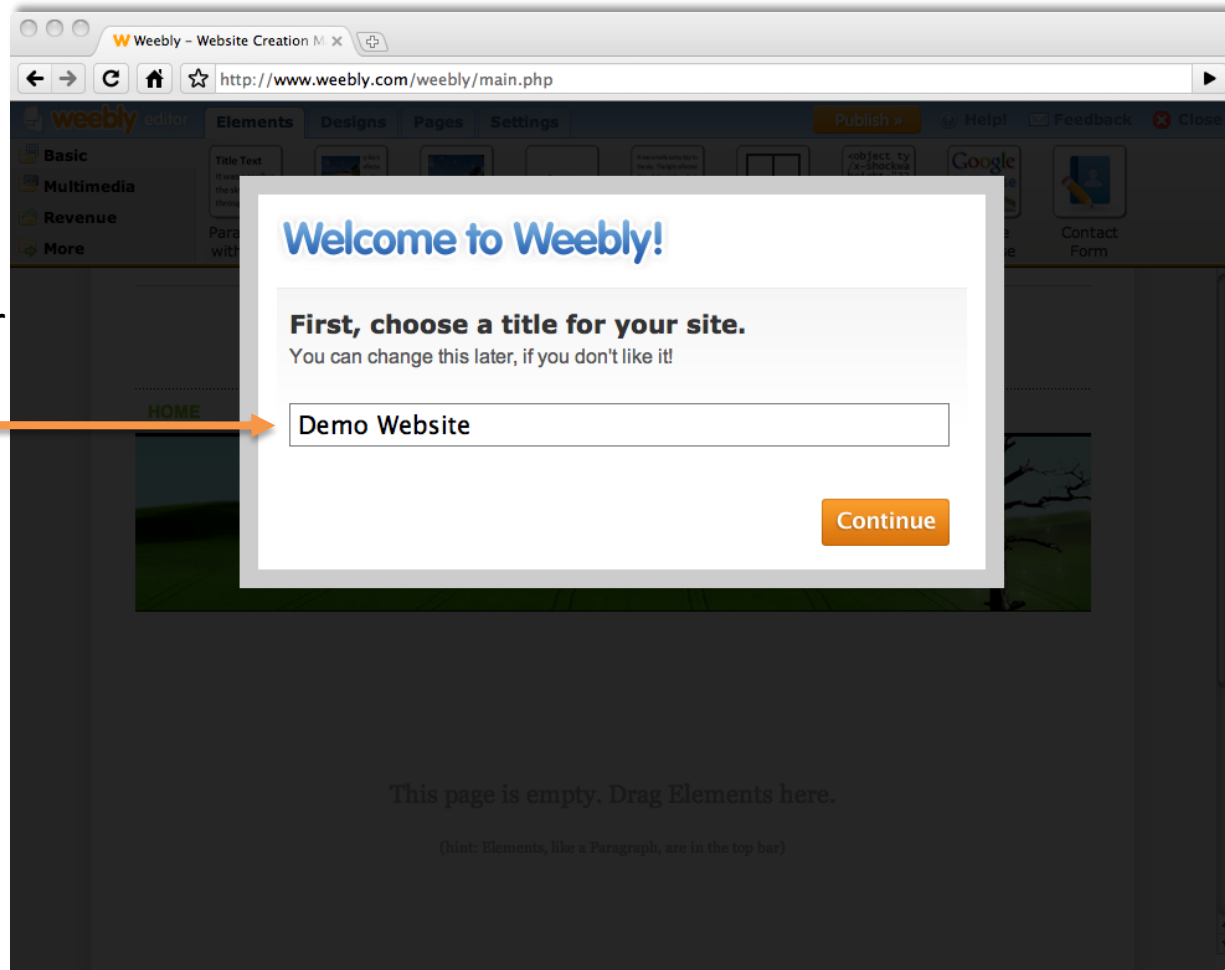 Weebly – Website Creation M
http://www.weebly.com/weebly/main.php
weebly editor
Elements Designs Pages Settings
Publish » Help! Feedback Close
Basic
Multimedia
Revenue
More
Title Text
Google
Contact
Form
Welcome to Weebly!
First, choose a title for your site.
You can change this later, if you don't like it!
HOME
Demo Website
Continue
This page is empty. Drag Elements here.
(hint: Elements, like a Paragraph, are in the top bar)